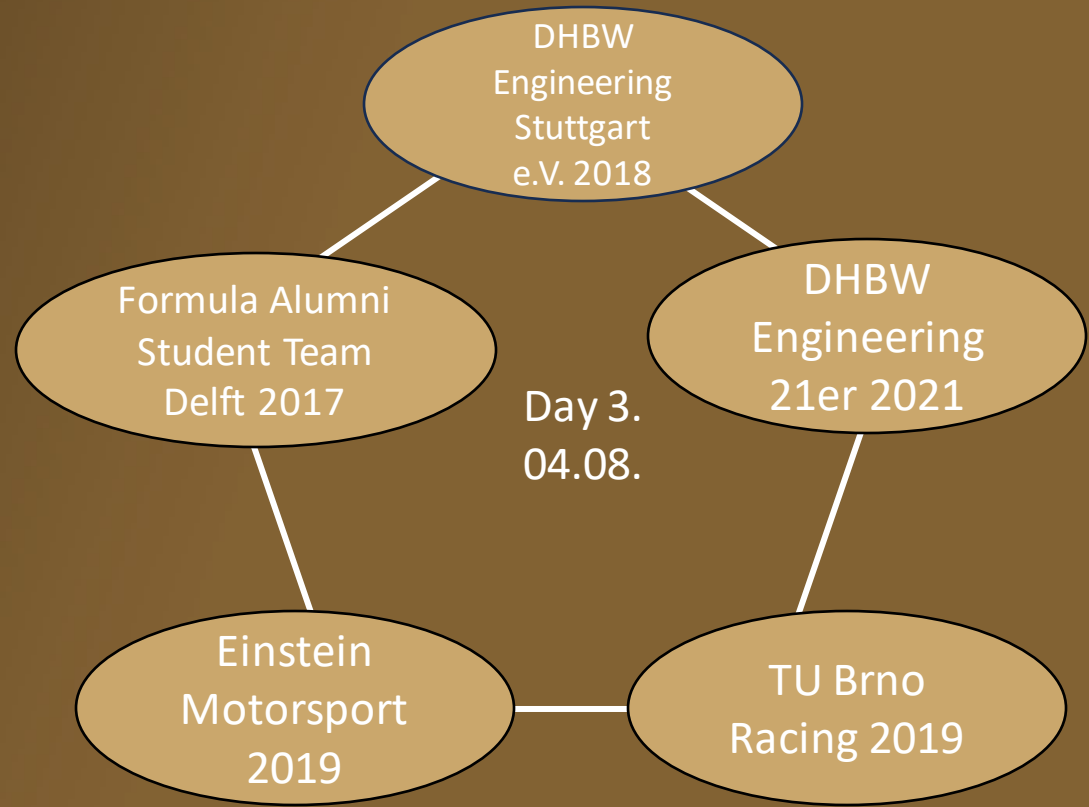 DHBW
Engineering
Stuttgart
e.V. 2018
Formula Alumni
Student Team
Delft 2017
DHBW
Engineering
21er 2021
Day 3.
04.08.
Einstein
Motorsport
2019
TU Brno
Racing 2019